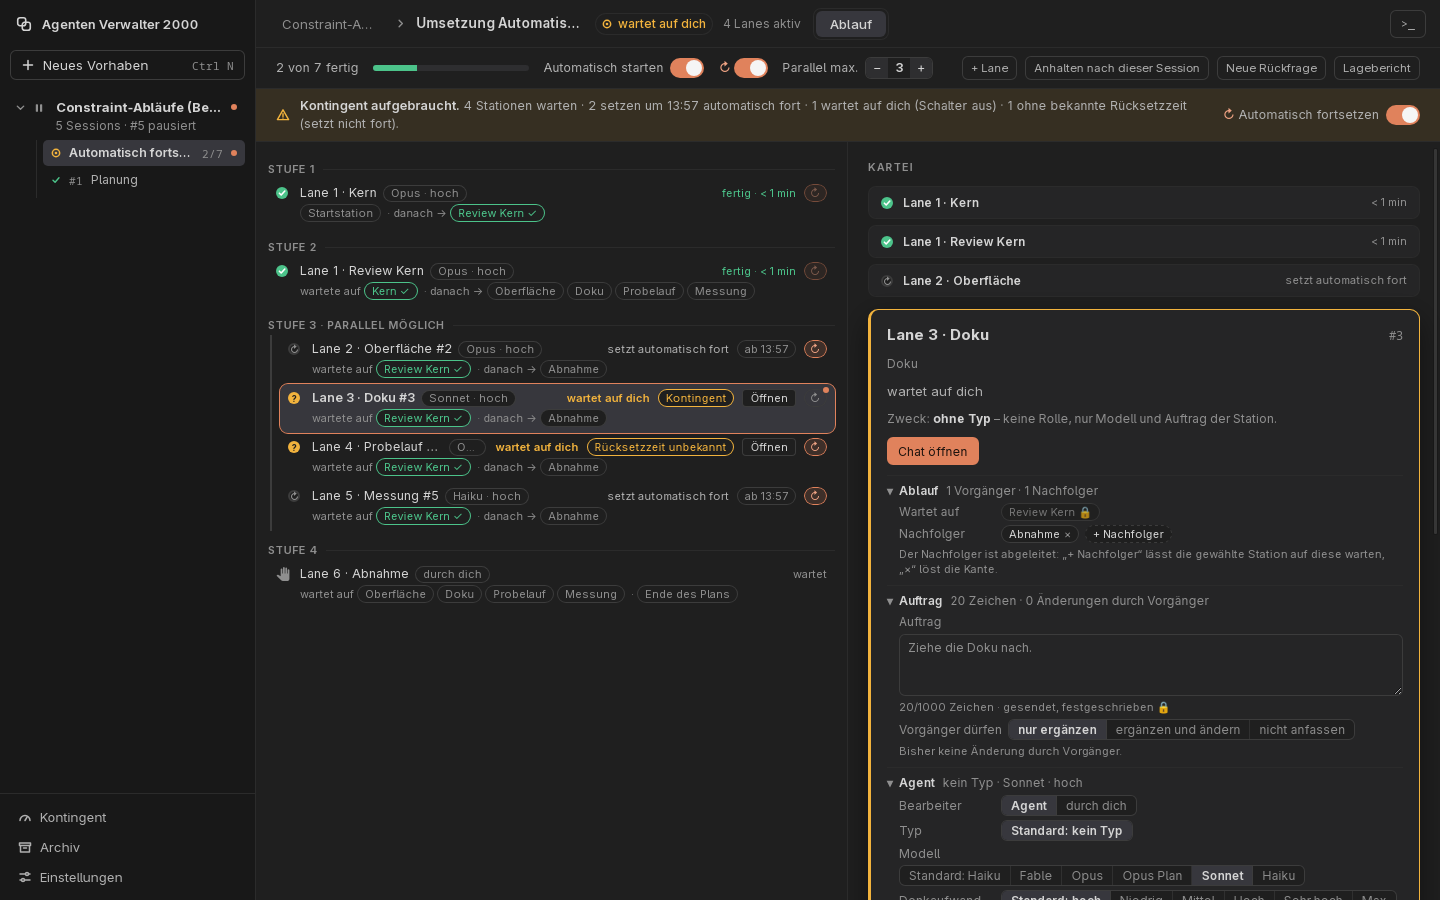 Agenten Verwalter 2000
Neues Vorhaben Ctrl N
Constraint-Abläufe (Be...
5 Sessions · #5 pausiert
Automatisch forts... 2/7
#1 Planung
Kontingent
Archiv
Einstellungen
Constraint-A... > Umsetzung Automatis... wartet auf dich 4 Lanes aktiv Ablauf >_
2 von 7 fertig Automatisch starten Parallel max. − 3 + + Lane Anhalten nach dieser Session Neue Rückfrage Lagebericht
Kontingent aufgebraucht. 4 Stationen warten · 2 setzen um 13:57 automatisch fort · 1 wartet auf dich (Schalter aus) · 1 ohne bekannte Rücksetzzeit
(setzt nicht fort).
Automatisch fortsetzen
STUFE 1
Lane 1 · Kern Opus · hoch fertig · < 1 min
Startstation · danach → Review Kern ✓
STUFE 2
Lane 1 · Review Kern Opus · hoch fertig · < 1 min
wartete auf Kern ✓ · danach → Oberfläche Doku Probelauf Messung
STUFE 3 · PARALLEL MÖGLICH
Lane 2 · Oberfläche #2 Opus · hoch setzt automatisch fort ab 13:57
wartete auf Review Kern ✓ · danach → Abnahme
Lane 3 · Doku #3 Sonnet · hoch wartet auf dich Kontingent Öffnen
wartete auf Review Kern ✓ · danach → Abnahme
Lane 4 · Probelauf ... O... wartet auf dich Rücksetzzeit unbekannt Öffnen
wartete auf Review Kern ✓ · danach → Abnahme
Lane 5 · Messung #5 Haiku · hoch setzt automatisch fort ab 13:57
wartete auf Review Kern ✓ · danach → Abnahme
STUFE 4
Lane 6 · Abnahme durch dich wartet
wartet auf Oberfläche Doku Probelauf Messung · Ende des Plans
KARTEI
Lane 1 · Kern < 1 min
Lane 1 · Review Kern < 1 min
Lane 2 · Oberfläche setzt automatisch fort
Lane 3 · Doku #3
Doku
wartet auf dich
Zweck: ohne Typ – keine Rolle, nur Modell und Auftrag der Station.
Chat öffnen
▾ Ablauf 1 Vorgänger · 1 Nachfolger
Wartet auf Review Kern 🔒
Nachfolger Abnahme × + Nachfolger
Der Nachfolger ist abgeleitet: „+ Nachfolger“ lässt die gewählte Station auf diese warten,
„×“ löst die Kante.
▾ Auftrag 20 Zeichen · 0 Änderungen durch Vorgänger
Auftrag
Ziehe die Doku nach.
20/1000 Zeichen · gesendet, festgeschrieben 🔒
Vorgänger dürfen nur ergänzen ergänzen und ändern nicht anfassen
Bisher keine Änderung durch Vorgänger.
▾ Agent kein Typ · Sonnet · hoch
Bearbeiter Agent durch dich
Typ Standard: kein Typ
Modell
Standard: Haiku Fable Opus Opus Plan Sonnet Haiku
Denkaufwand Standard: hoch Niedrig Mittel Hoch Sehr hoch Max